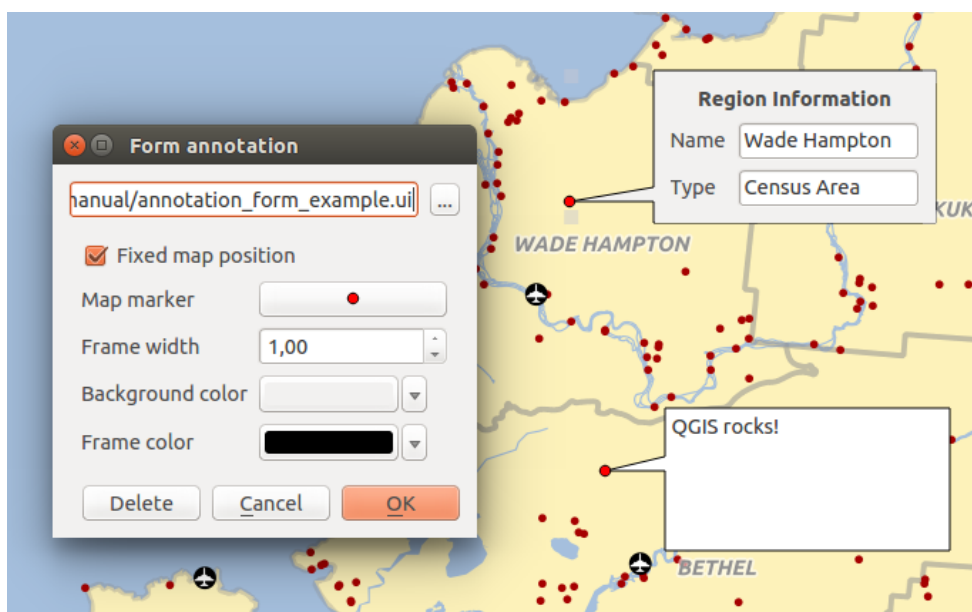 Form annotation
nanual/annotation_form_example.ui
...
Fixed map position
Map marker
Frame width
1,00
Background color
Frame color
Delete
Cancel
OK
Region Information
Name
Wade Hampton
Type
Census Area
KUK
WADE HAMPTON
QGIS rocks!
BETHEL